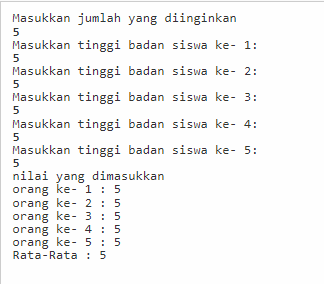 Masukkan jumlah yang diinginkan
5
Masukkan tinggi badan siswa ke- 1:
5
Masukkan tinggi badan siswa ke- 2:
5
Masukkan tinggi badan siswa ke- 3:
5
Masukkan tinggi badan siswa ke- 4:
5
Masukkan tinggi badan siswa ke- 5:
5
nilai yang dimasukkan
orang ke- 1 : 5
orang ke- 2 : 5
orang ke- 3 : 5
orang ke- 4 : 5
orang ke- 5 : 5
Rata-Rata : 5